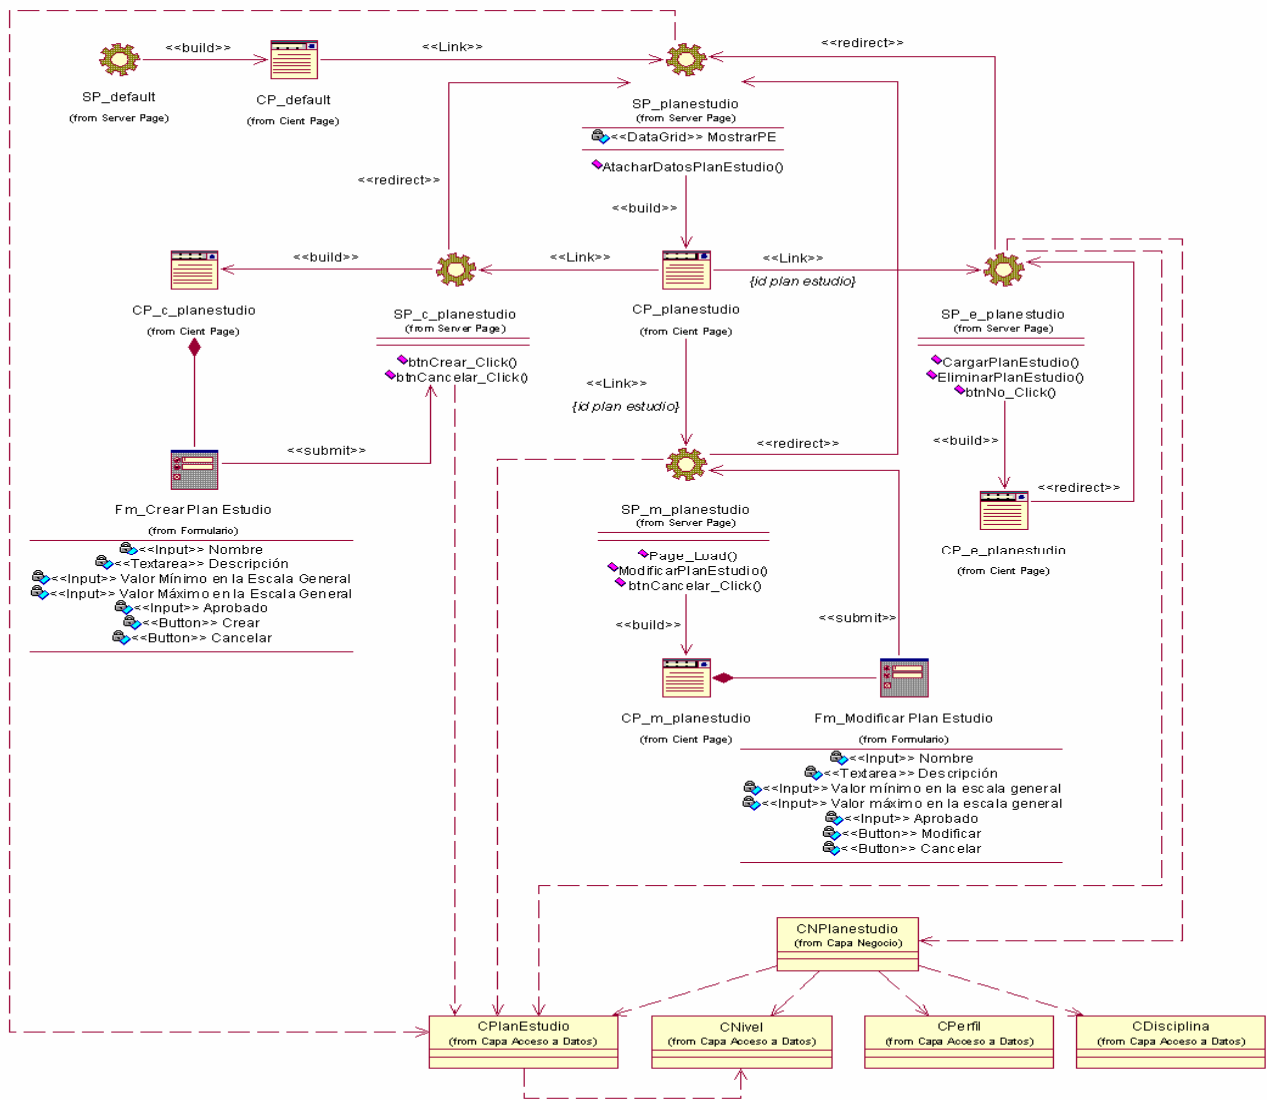 <<build>>
<<Link>>
<<redirect>>
SP_default
(from Server Page)
CP_default
(from Cient Page)
SP_planestudio
(from Server Page)
<<DataGrid>> MostrarPE
AtacharDatosPlanEstudio()
<<redirect>>
<<build>>
<<build>>
<<Link>>
<<Link>>
{id plan estudio}
CP_c_planestudio
(from Cient Page)
SP_c_planestudio
(from Server Page)
btnCrear_Click()
btnCancelar_Click()
CP_planestudio
(from Cient Page)
SP_e_planestudio
(from Server Page)
CargarPlanEstudio()
EliminarPlanEstudio()
btnNo_Click()
<<Link>>
{id plan estudio}
<<submit>>
<<redirect>>
<<build>>
<<redirect>>
Fm_CrearPlan Estudio
(from Formulario)
<<Input>> Nombre
<<Textarea>> Descripción
<<Input>> Valor Mínimo en la Escala General
<<Input>> Valor Máximo en la Escala General
<<Input>> Aprobado
<<Button>> Crear
<<Button>> Cancelar
SP_m_planestudio
(from Server Page)
Page_Load()
ModificarPlanEstudio()
btnCancelar_Click()
CP_e_planestudio
(from Cient Page)
<<build>>
<<submit>>
CP_m_planestudio
(from Cient Page)
Fm_Modificar Plan Estudio
(from Formulario)
<<Input>> Nombre
<<Textarea>> Descripción
<<Input>> Valor mínimo en la escala general
<<Input>> Valor máximo en la escala general
<<Input>> Aprobado
<<Button>> Modificar
<<Button>> Cancelar
CNPlanestudio
(from Capa Negocio)
CPlanEstudio
(from Capa Acceso a Datos)
CNivel
(from Capa Acceso a Datos)
CPerfil
(from Capa Acceso a Datos)
CDisciplina
(from Capa Acceso a Datos)